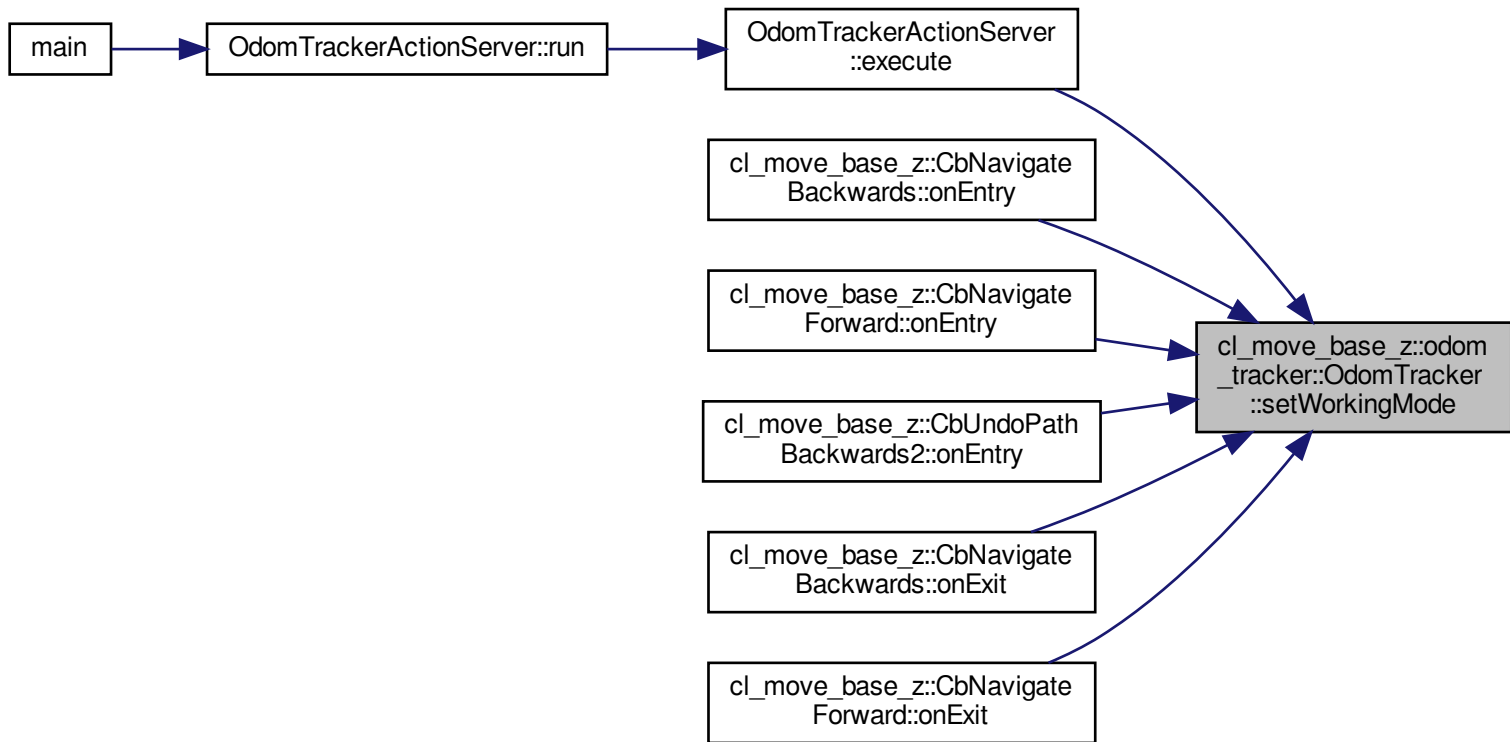 main
OdomTrackerActionServer::run
OdomTrackerActionServer
::execute
cl_move_base_z::CbNavigate
Backwards::onEntry
cl_move_base_z::CbNavigate
Forward::onEntry
cl_move_base_z::CbUndoPath
Backwards2::onEntry
cl_move_base_z::CbNavigate
Backwards::onExit
cl_move_base_z::CbNavigate
Forward::onExit
cl_move_base_z::odom
_tracker::OdomTracker
::setWorkingMode